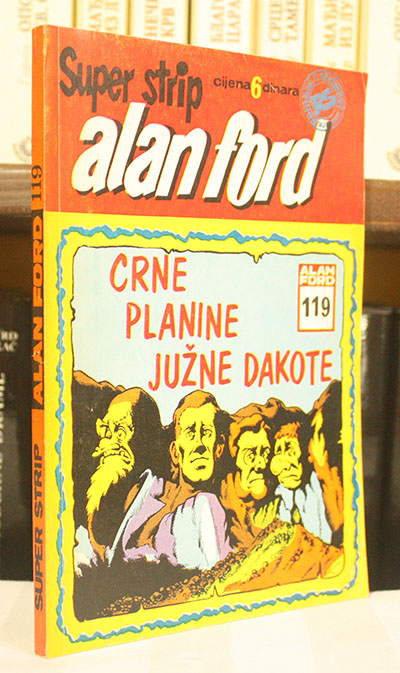 Super strip
cijena 6 dinara
alan ford
CRNE
PLANINE
JUŽNE DAKOTE
ALAN
FORD
119
SUPER STRIP ALAN FORD 119